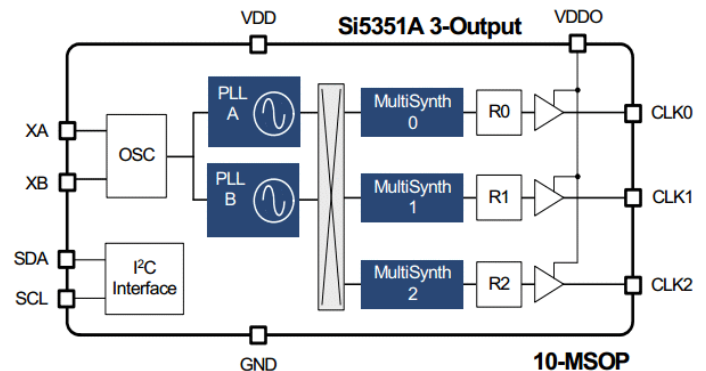 VDD
Si5351A 3-Output
VDDO
PLL
A
MultiSynth
0
R0
CLK0
XA
OSC
XB
PLL
B
MultiSynth
1
R1
CLK1
SDA
I²C
Interface
SCL
MultiSynth
2
R2
CLK2
GND
10-MSOP